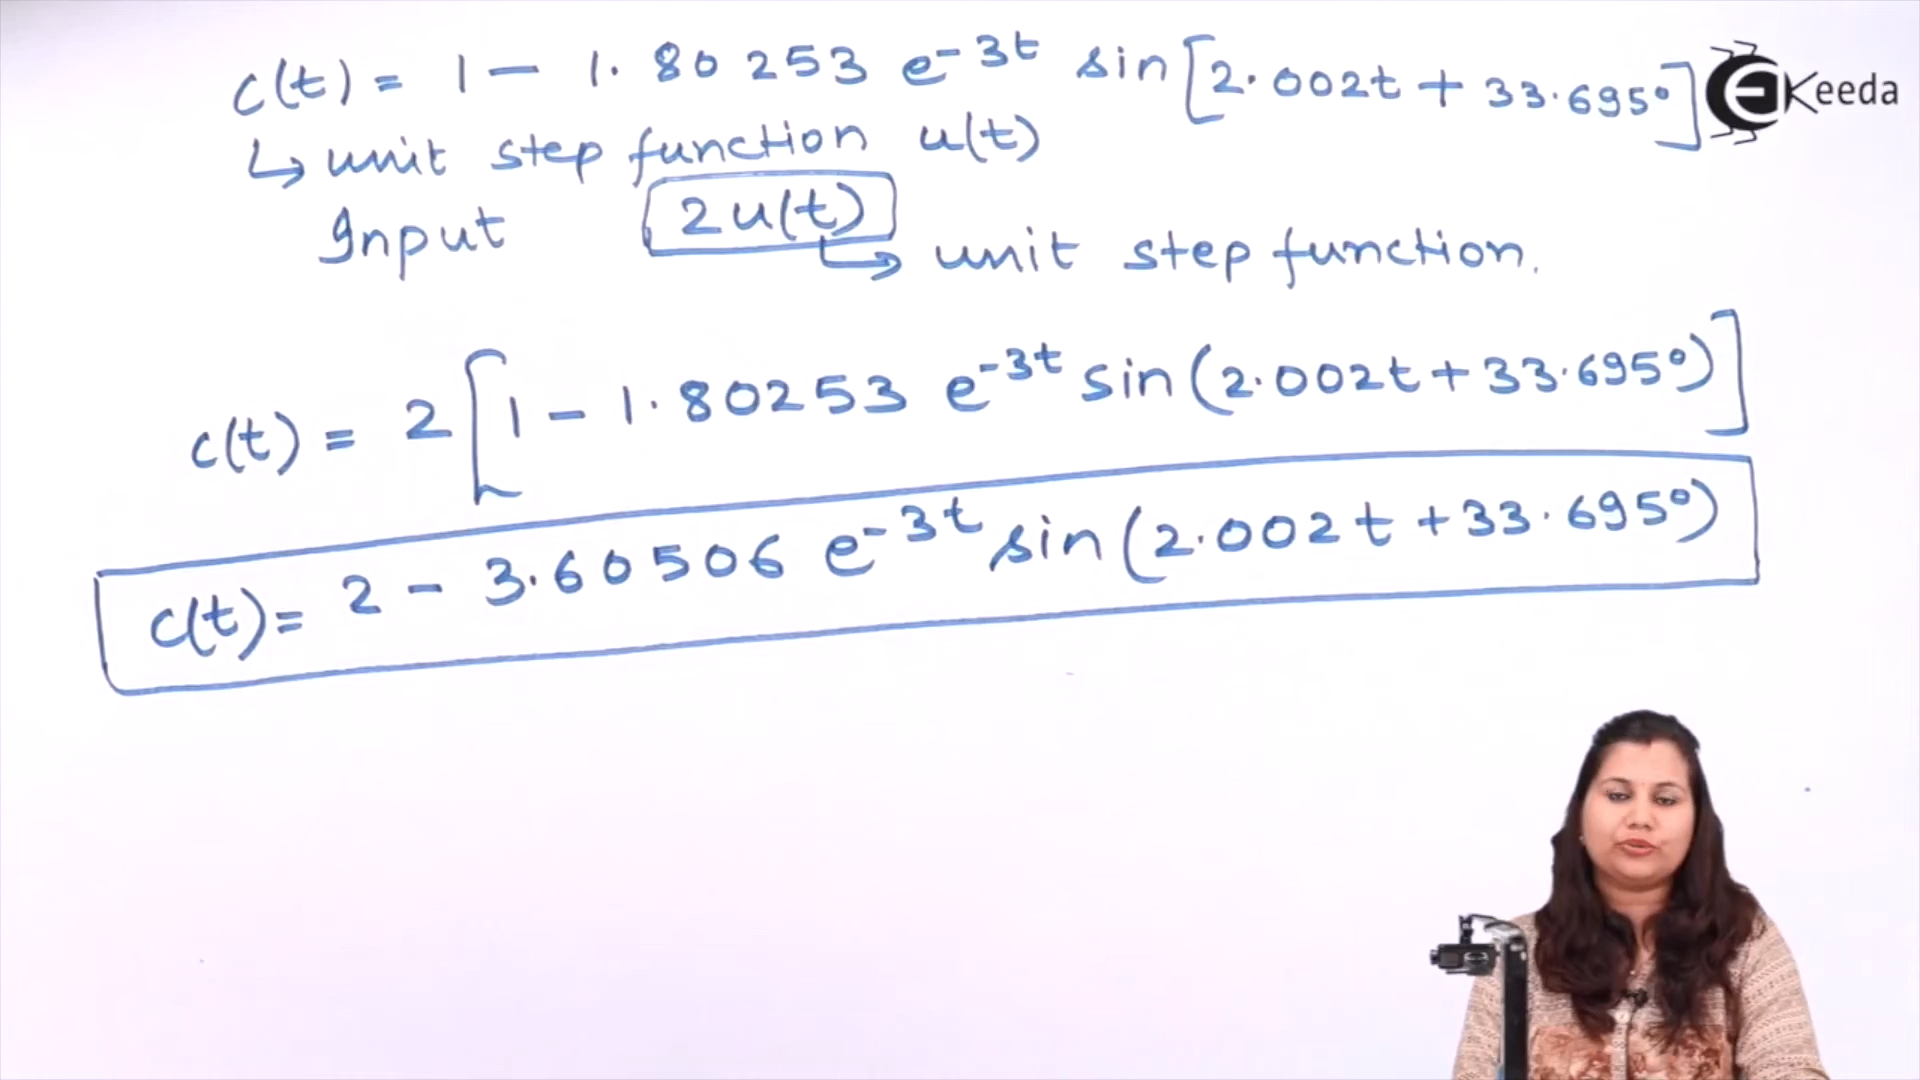 c(t) = 1 - 1.80253 e^-3t sin[2.002t + 33.695°]
Ekeeda
↳ unit step function u(t)
Input 2u(t) ↳ unit step function.
c(t) = 2[1 - 1.80253 e^-3t sin(2.002t + 33.695°)]
c(t) = 2 - 3.60506 e^-3t sin(2.002t + 33.695°)